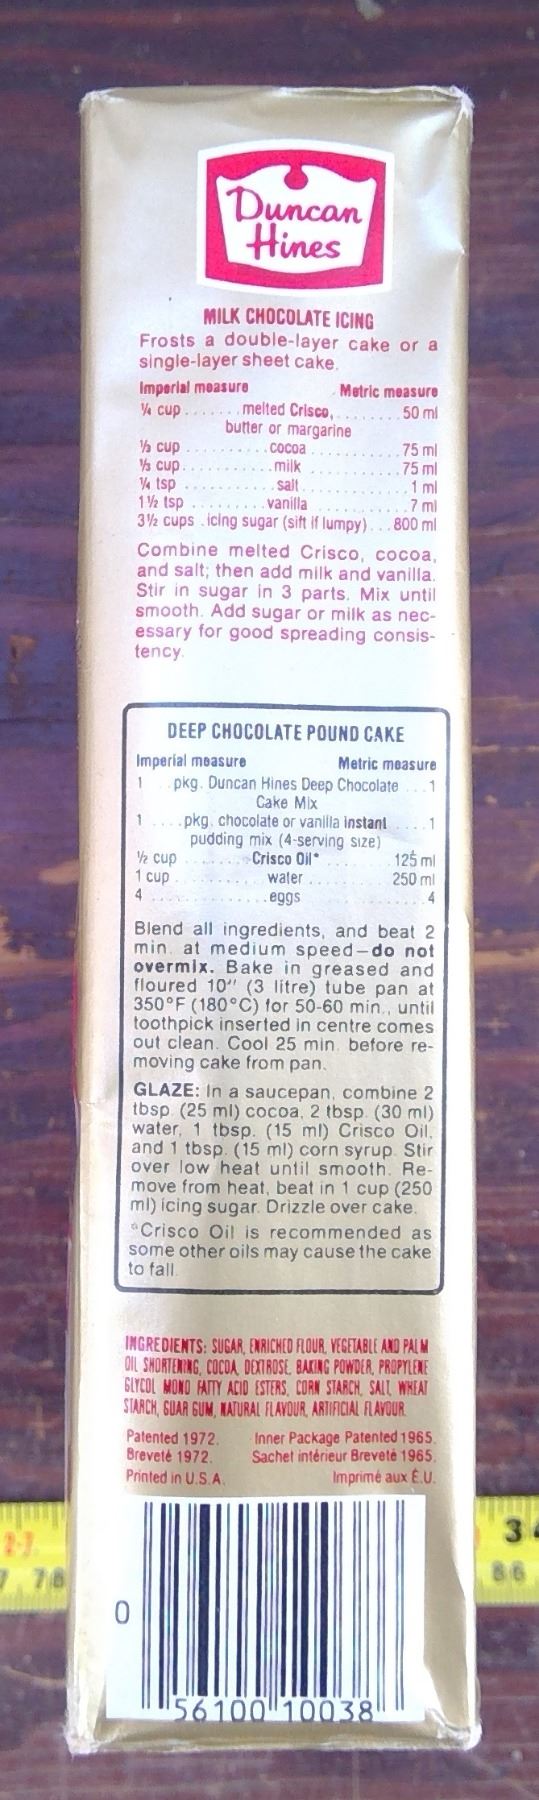 Duncan
Hines
MILK CHOCOLATE ICING
Frosts a double-layer cake or a
single-layer sheet cake.
Imperial measure Metric measure
¼ cup ....... melted Crisco, ........ 50 ml
butter or margarine
⅓ cup .......... cocoa ........... 75 ml
⅓ cup .......... milk ........... 75 ml
¼ tsp .......... salt ........... 1 ml
1½ tsp ......... vanilla .......... 7 ml
3½ cups . icing sugar (sift if lumpy) ... 800 ml
Combine melted Crisco, cocoa,
and salt; then add milk and vanilla.
Stir in sugar in 3 parts. Mix until
smooth. Add sugar or milk as nec-
essary for good spreading consis-
tency.
DEEP CHOCOLATE POUND CAKE
Imperial measure Metric measure
1 .. pkg. Duncan Hines Deep Chocolate ... 1
Cake Mix
1 .... pkg. chocolate or vanilla instant .... 1
pudding mix (4-serving size)
½ cup ........ Crisco Oil* ........ 125 ml
1 cup .......... water .......... 250 ml
4 ............ eggs ............ 4
Blend all ingredients, and beat 2
min. at medium speed—do not
overmix. Bake in greased and
floured 10" (3 litre) tube pan at
350°F (180°C) for 50-60 min., until
toothpick inserted in centre comes
out clean. Cool 25 min. before re-
moving cake from pan.
GLAZE: In a saucepan, combine 2
tbsp. (25 ml) cocoa, 2 tbsp. (30 ml)
water, 1 tbsp. (15 ml) Crisco Oil,
and 1 tbsp. (15 ml) corn syrup. Stir
over low heat until smooth. Re-
move from heat, beat in 1 cup (250
ml) icing sugar. Drizzle over cake.
*Crisco Oil is recommended as
some other oils may cause the cake
to fall.
INGREDIENTS: SUGAR, ENRICHED FLOUR, VEGETABLE AND PALM
OIL SHORTENING, COCOA, DEXTROSE, BAKING POWDER, PROPYLENE
GLYCOL MONO FATTY ACID ESTERS, CORN STARCH, SALT, WHEAT
STARCH, GUAR GUM, NATURAL FLAVOUR, ARTIFICIAL FLAVOUR.
Patented 1972. Inner Package Patented 1965.
Breveté 1972. Sachet intérieur Breveté 1965.
Printed in U.S.A. Imprimé aux É.U.
0 56100 10038
78
86